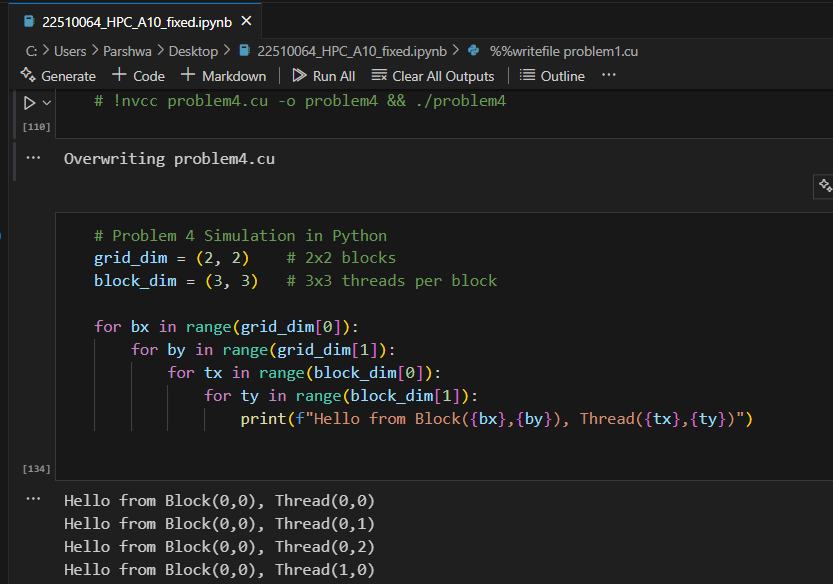 22510064_HPC_A10_fixed.ipynb
C: > Users > Parshwa > Desktop > 22510064_HPC_A10_fixed.ipynb > %%writefile problem1.cu
Generate + Code + Markdown Run All Clear All Outputs Outline ...
# !nvcc problem4.cu -o problem4 && ./problem4
[110]
... Overwriting problem4.cu
# Problem 4 Simulation in Python
grid_dim = (2, 2)    # 2x2 blocks
block_dim = (3, 3)   # 3x3 threads per block
for bx in range(grid_dim[0]):
    for by in range(grid_dim[1]):
        for tx in range(block_dim[0]):
            for ty in range(block_dim[1]):
                print(f"Hello from Block({bx},{by}), Thread({tx},{ty})")
[134]
... Hello from Block(0,0), Thread(0,0)
Hello from Block(0,0), Thread(0,1)
Hello from Block(0,0), Thread(0,2)
Hello from Block(0,0), Thread(1,0)